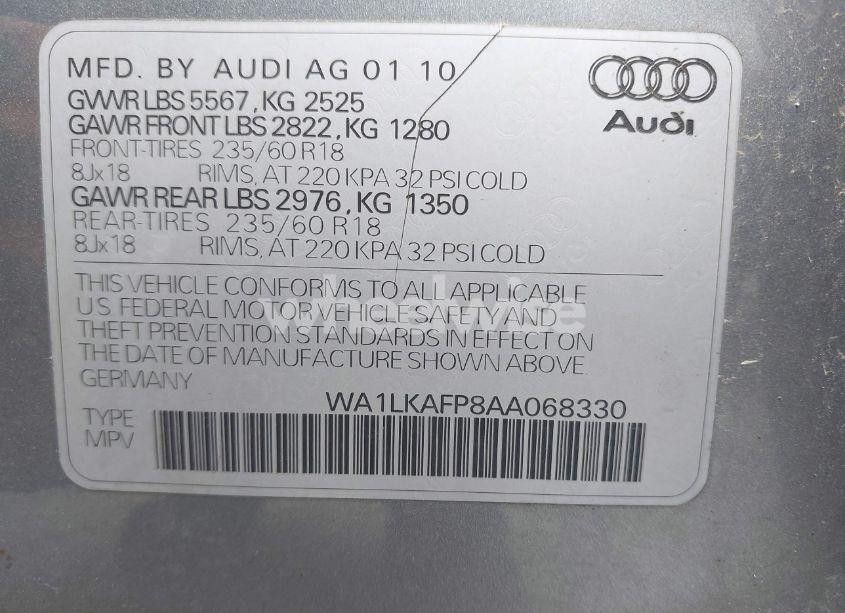 MFD. BY AUDI AG 01 10
Audi
GVWR LBS 5567, KG 2525
GAWR FRONT LBS 2822, KG 1280
FRONT-TIRES 235/60 R18
8Jx18 RIMS, AT 220 KPA 32 PSI COLD
GAWR REAR LBS 2976, KG 1350
REAR-TIRES 235/60 R18
8Jx18 RIMS, AT 220 KPA 32 PSI COLD
THIS VEHICLE CONFORMS TO ALL APPLICABLE
U.S. FEDERAL MOTOR VEHICLE SAFETY AND
THEFT PREVENTION STANDARDS IN EFFECT ON
THE DATE OF MANUFACTURE SHOWN ABOVE
GERMANY
WA1LKAFP8AA068330
TYPE
MPV
wheelwire